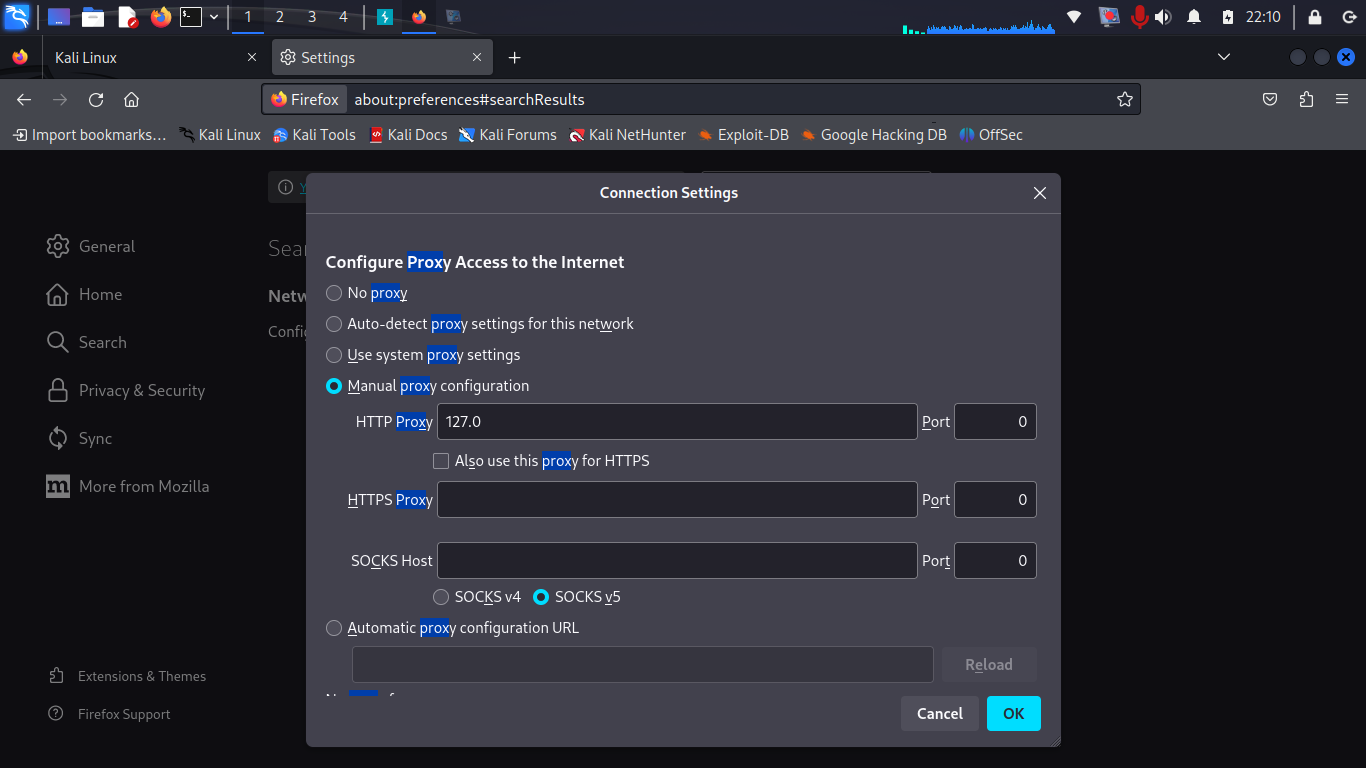 1 2 3 4 22:10
Kali Linux Settings
Firefox about:preferences#searchResults
Import bookmarks... Kali Linux Kali Tools Kali Docs Kali Forums Kali NetHunter Exploit-DB Google Hacking DB OffSec
Connection Settings
General
Home
Search
Privacy & Security
Sync
More from Mozilla
Extensions & Themes
Firefox Support
Configure Proxy Access to the Internet
No proxy
Auto-detect proxy settings for this network
Use system proxy settings
Manual proxy configuration
HTTP Proxy 127.0 Port 0
Also use this proxy for HTTPS
HTTPS Proxy Port 0
SOCKS Host Port 0
SOCKS v4 SOCKS v5
Automatic proxy configuration URL
Reload
Cancel OK